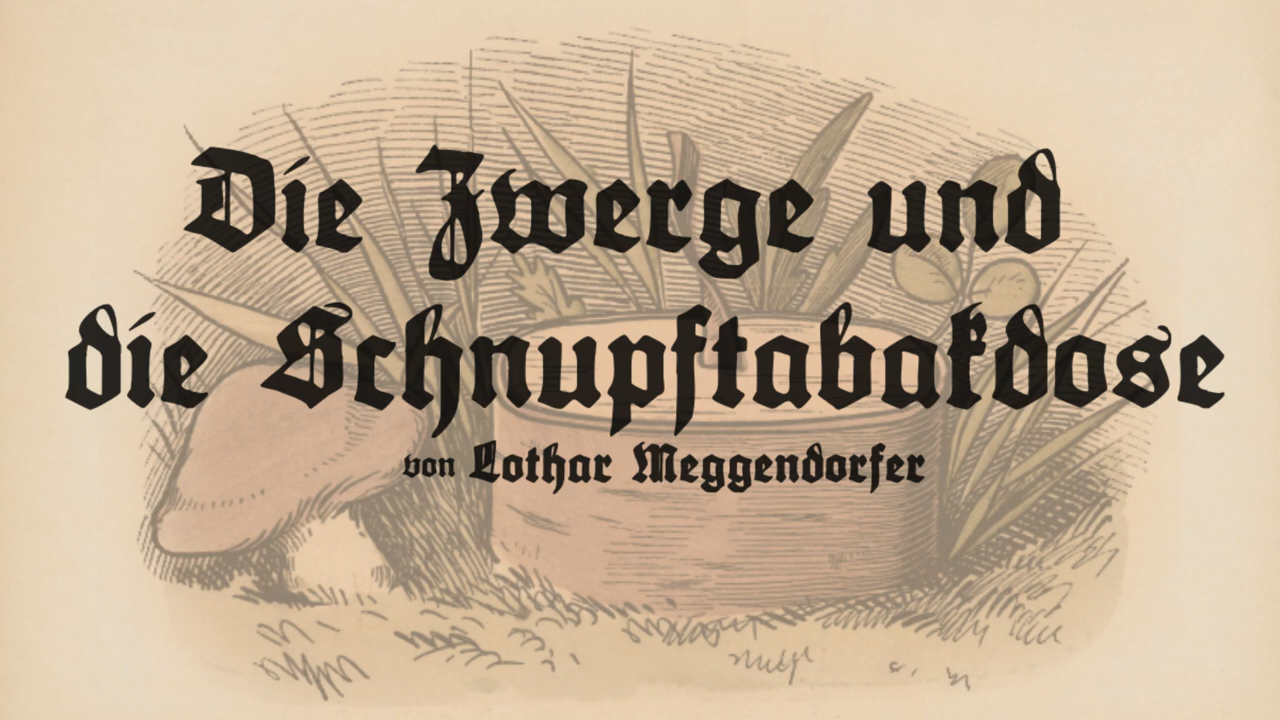 Die Zwerge und
die Schnupftabakdose
von Lothar Meggendorfer